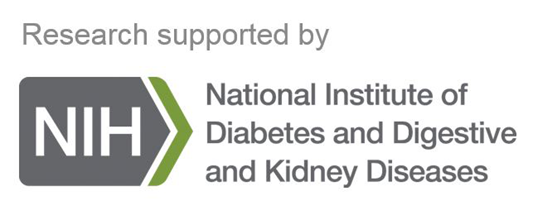 Research supported by
NIH
National Institute of
Diabetes and Digestive
and Kidney Diseases